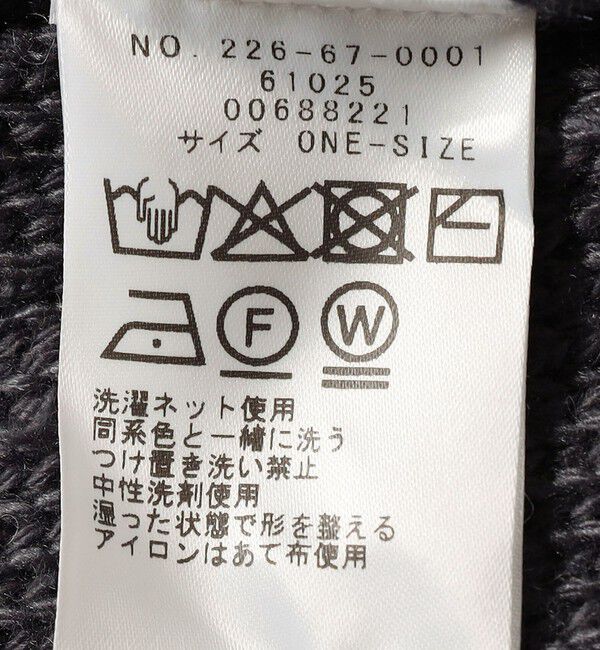 NO. 226-67-0001
61025
00688221
サイズ ONE-SIZE
F W
洗濯ネット使用
同系色と一緒に洗う
つけ置き洗い禁止
中性洗剤使用
湿った状態で形を整える
アイロンはあて布使用